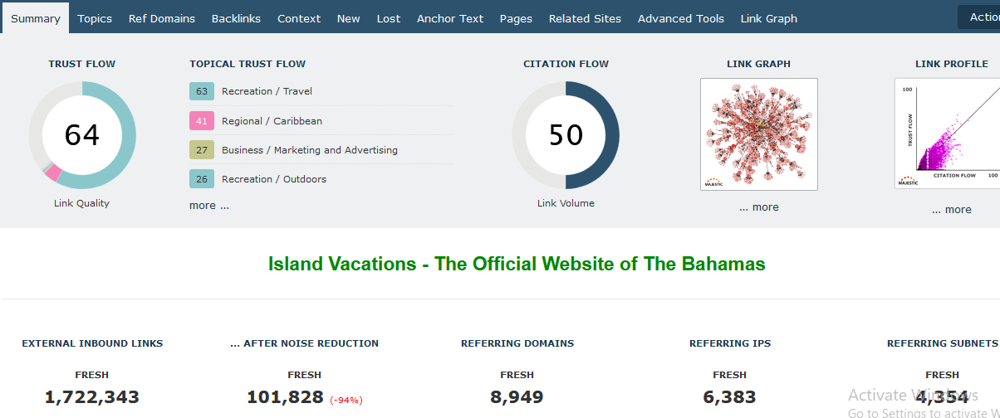 Summary Topics Ref Domains Backlinks Context New Lost Anchor Text Pages Related Sites Advanced Tools Link Graph Actio
TRUST FLOW TOPICAL TRUST FLOW CITATION FLOW LINK GRAPH LINK PROFILE
63 Recreation / Travel
41 Regional / Caribbean
27 Business / Marketing and Advertising
26 Recreation / Outdoors
more ...
64
Link Quality
50
Link Volume
MAJESTIC
... more
100
TRUST FLOW
CITATION FLOW 100
MAJESTIC
... more
Island Vacations - The Official Website of The Bahamas
EXTERNAL INBOUND LINKS ... AFTER NOISE REDUCTION REFERRING DOMAINS REFERRING IPS REFERRING SUBNETS
FRESH FRESH FRESH FRESH FRESH
1,722,343 101,828 (-94%) 8,949 6,383 4,354
Activate Windows
Go to Settings to activate W